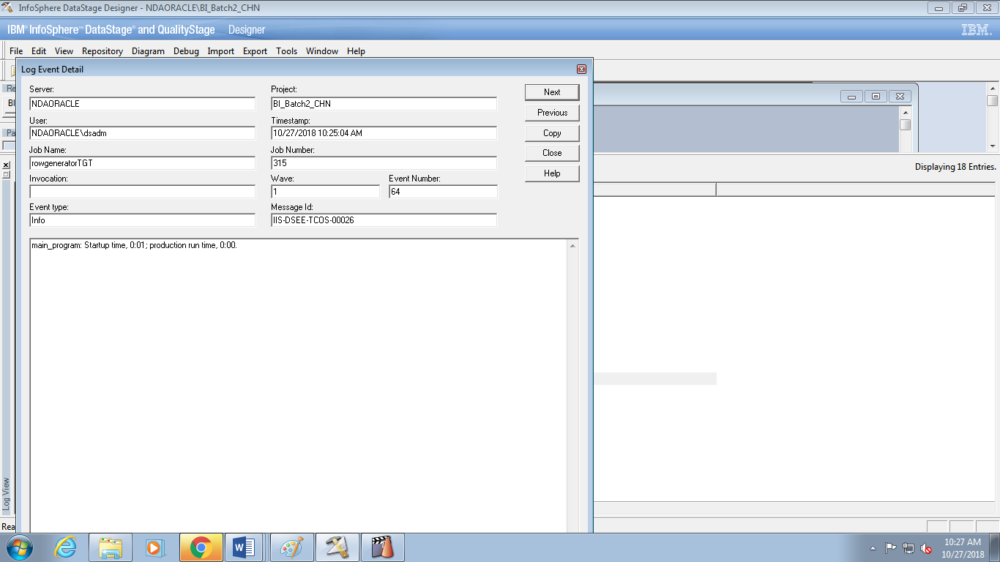 InfoSphere DataStage Designer - NDAORACLE\BI_Batch2_CHN
IBM® InfoSphere™ DataStage® and QualityStage Designer
IBM.
File Edit View Repository Diagram Debug Import Export Tools Window Help
Log Event Detail
Re
BI
Pa
Server:
NDAORACLE
Project:
BI_Batch2_CHN
User:
NDAORACLE\dsadm
Timestamp:
10/27/2018 10:25:04 AM
Job Name:
rowgeneratorTGT
Job Number:
315
Invocation:
Wave:
1
Event Number:
64
Event type:
Info
Message Id:
IIS-DSEE-TCOS-00026
Next
Previous
Copy
Close
Help
main_program: Startup time, 0:01; production run time, 0:00.
Displaying 18 Entries.
Log View
Rea
10:27 AM
10/27/2018